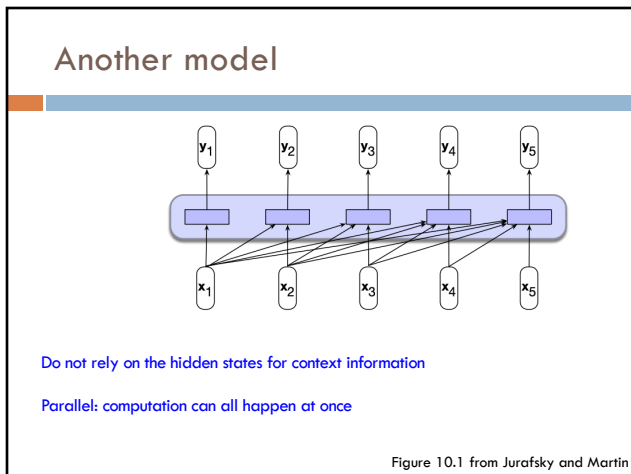 Another model
y1 y2 y3 y4 y5
x1 x2 x3 x4 x5
Do not rely on the hidden states for context information
Parallel: computation can all happen at once
Figure 10.1 from Jurafsky and Martin